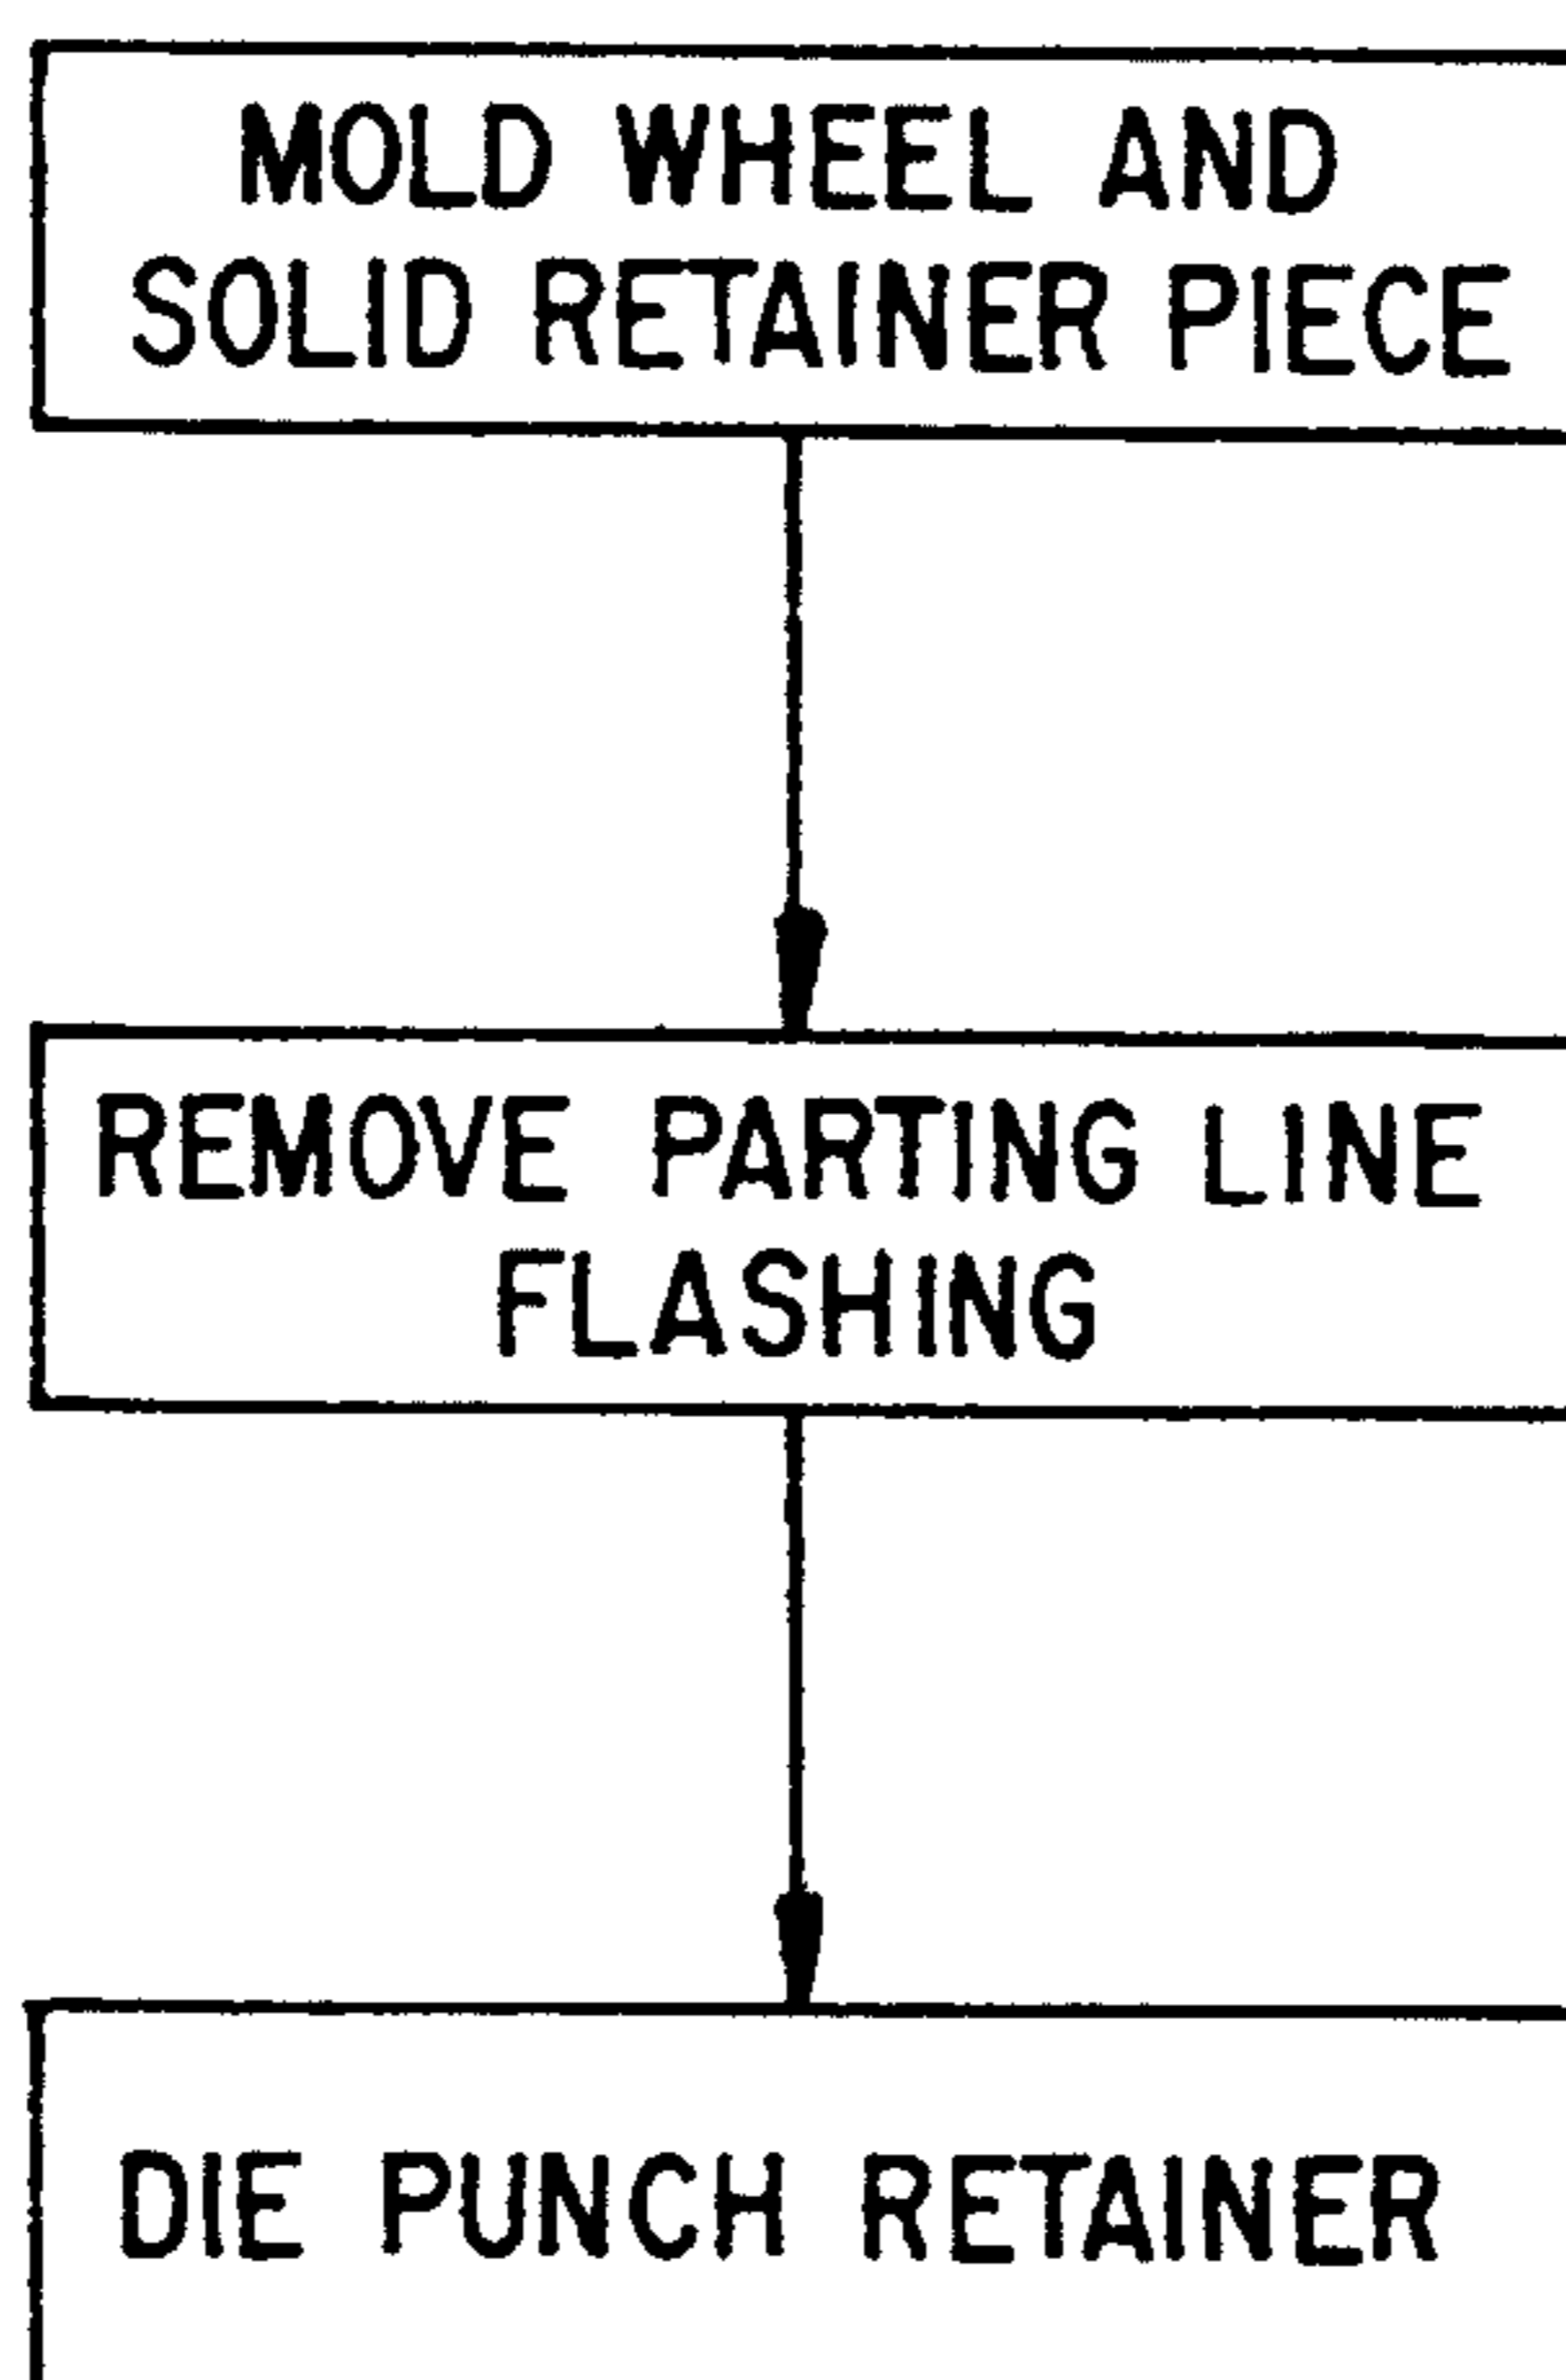 MOLD WHEEL AND
SOLID RETAINER PIECE
REMOVE PARTING LINE
FLASHING
DIE PUNCH RETAINER